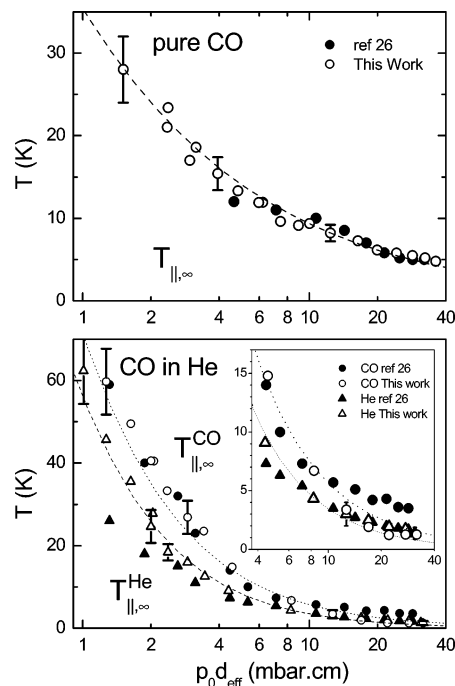 pure CO
ref 26
This Work
T (K)
30
20
10
0
T||,∞
1 2 4 6 8 10 20 40
CO in He
CO ref 26
CO This work
He ref 26
He This work
15
10
5
0
4 6 8 10 20 40
T (K)
60
40
20
0
T||,∞^CO
T||,∞^He
1 2 4 6 8 10 20 40
p₀d_eff (mbar.cm)